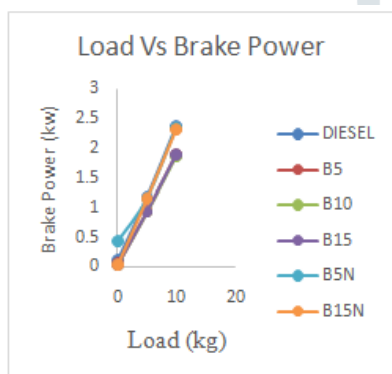 Load Vs Brake Power
3
2.5
2
1.5
1
0.5
0
Brake Power (kw)
0 10 20
Load (kg)
DIESEL
B5
B10
B15
B5N
B15N